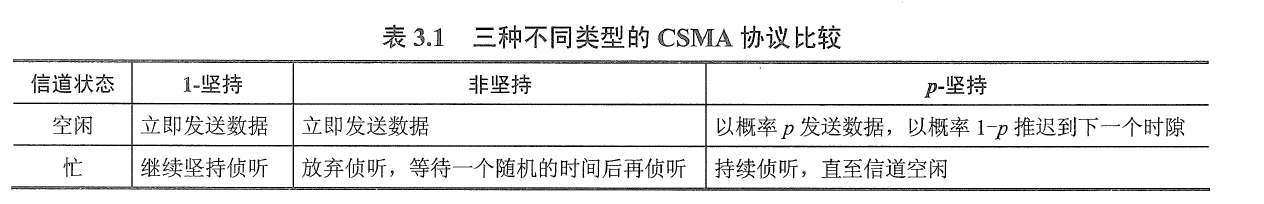 表 3.1 三种不同类型的 CSMA 协议比较
信道状态 1-坚持 非坚持 p-坚持
空闲 立即发送数据 立即发送数据 以概率 p 发送数据，以概率 1-p 推迟到下一个时隙
忙 继续坚持侦听 放弃侦听，等待一个随机的时间后再侦听 持续侦听，直至信道空闲